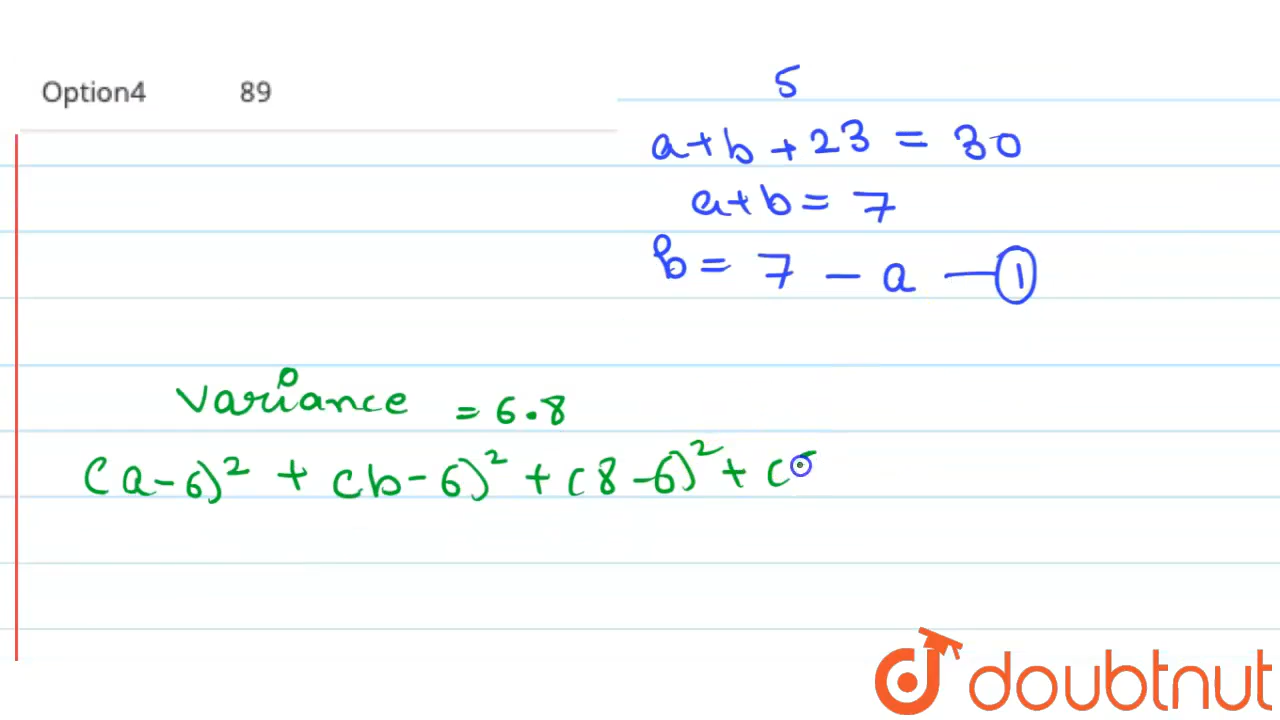 Option4 89
5
a+b+23 = 30
a+b = 7
b = 7 - a —①
variance = 6.8
(a-6)² + (b-6)² + (8-6)² + (
doubtnut